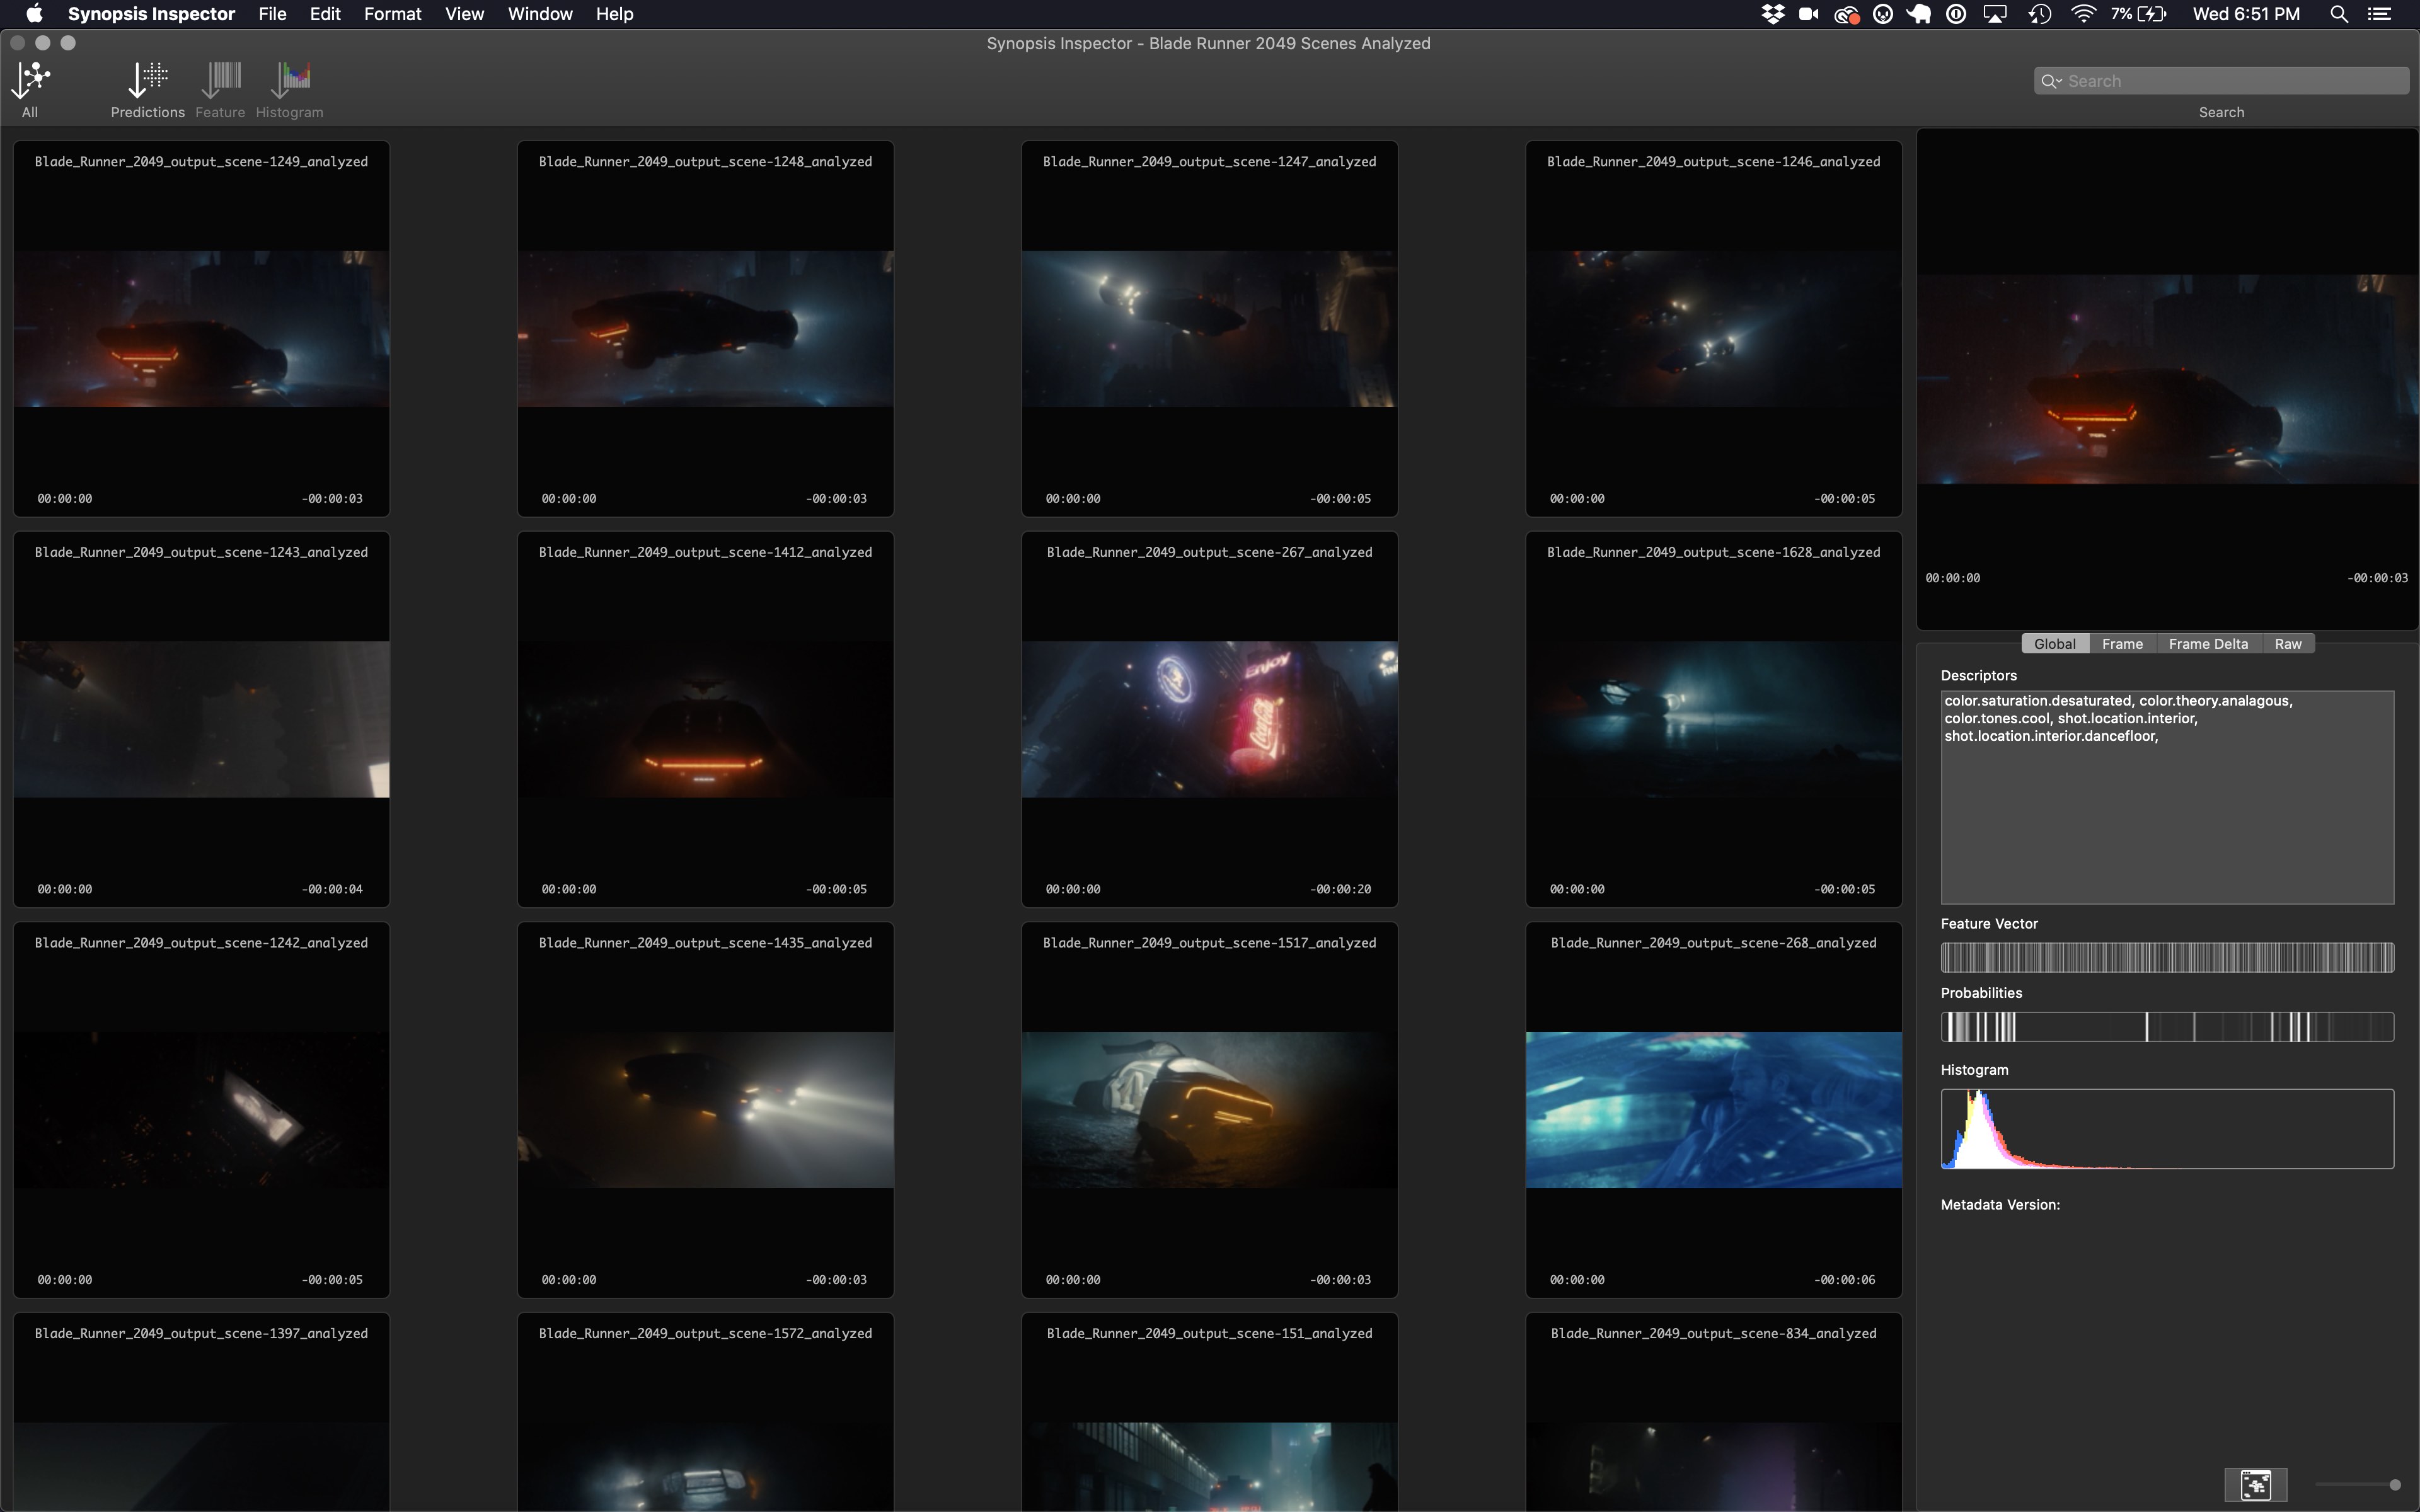 Synopsis Inspector File Edit Format View Window Help 7% Wed 6:51 PM
Synopsis Inspector - Blade Runner 2049 Scenes Analyzed
All Predictions Feature Histogram
Search
Search
Blade_Runner_2049_output_scene-1249_analyzed
00:00:00 -00:00:03
Blade_Runner_2049_output_scene-1248_analyzed
00:00:00 -00:00:03
Blade_Runner_2049_output_scene-1247_analyzed
00:00:00 -00:00:05
Blade_Runner_2049_output_scene-1246_analyzed
00:00:00 -00:00:05
Blade_Runner_2049_output_scene-1243_analyzed
00:00:00 -00:00:04
Blade_Runner_2049_output_scene-1412_analyzed
00:00:00 -00:00:05
Blade_Runner_2049_output_scene-267_analyzed
Enjoy
00:00:00 -00:00:20
Blade_Runner_2049_output_scene-1628_analyzed
00:00:00 -00:00:05
Blade_Runner_2049_output_scene-1242_analyzed
00:00:00 -00:00:05
Blade_Runner_2049_output_scene-1435_analyzed
00:00:00 -00:00:03
Blade_Runner_2049_output_scene-1517_analyzed
00:00:00 -00:00:03
Blade_Runner_2049_output_scene-268_analyzed
00:00:00 -00:00:06
Blade_Runner_2049_output_scene-1397_analyzed
Blade_Runner_2049_output_scene-1572_analyzed
Blade_Runner_2049_output_scene-151_analyzed
Blade_Runner_2049_output_scene-834_analyzed
00:00:00 -00:00:03
Global Frame Frame Delta Raw
Descriptors
color.saturation.desaturated, color.theory.analagous,
color.tones.cool, shot.location.interior,
shot.location.interior.dancefloor,
Feature Vector
Probabilities
Histogram
Metadata Version: